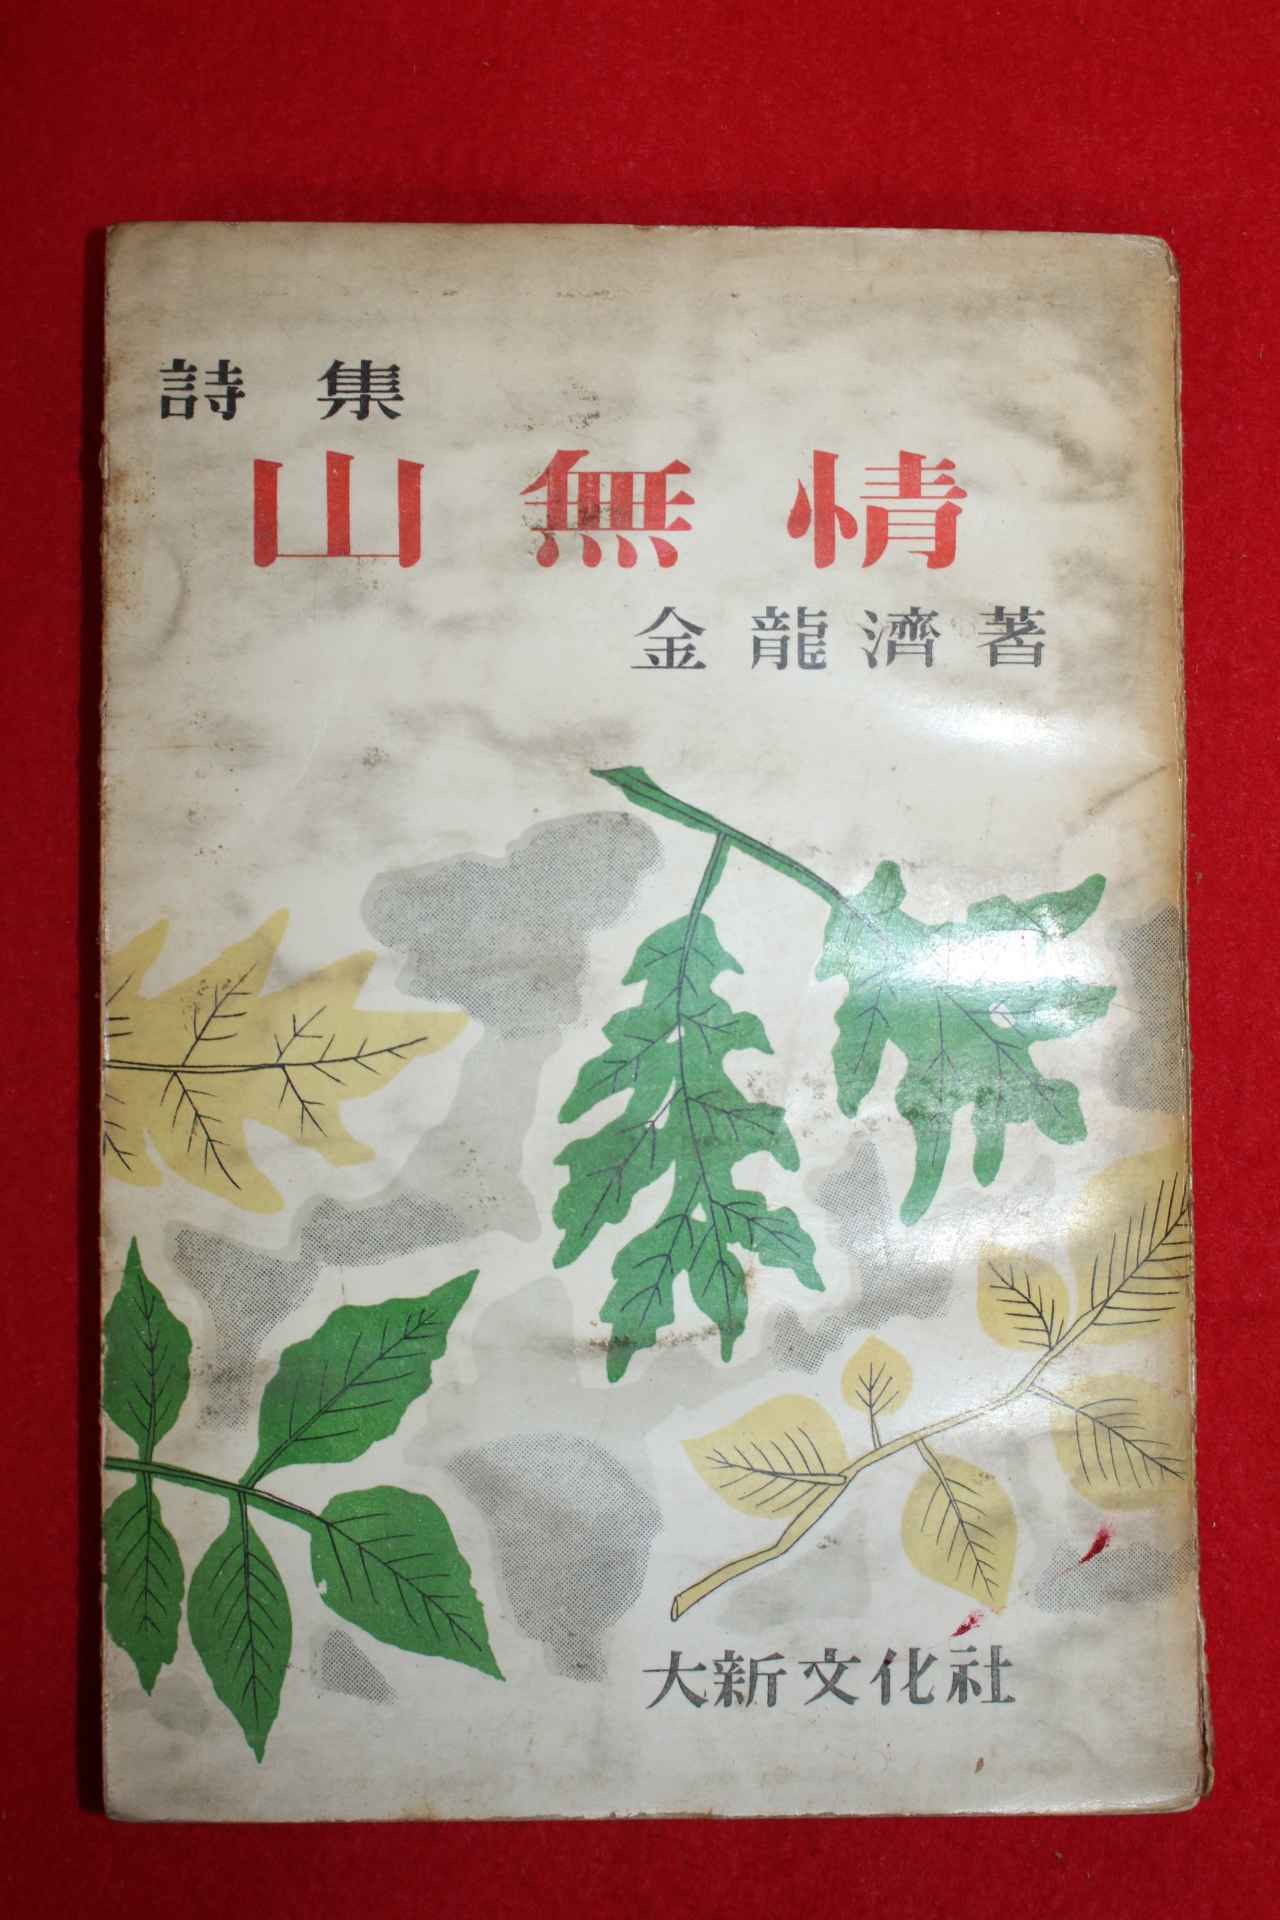 詩集
山無情
金龍濟著
大新文化社